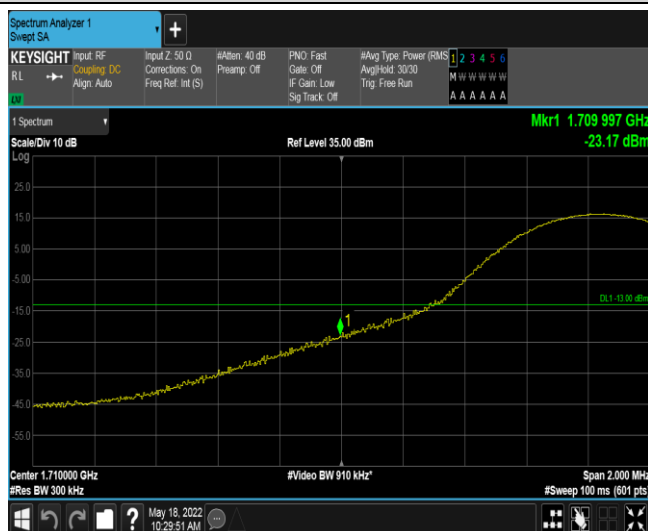 Spectrum Analyzer 1
Swept SA
KEYSIGHT
RL
LXI
Input: RF
Coupling: DC
Align: Auto
Input Z: 50 Ω
Corrections: On
Freq Ref: Int (S)
#Atten: 40 dB
Preamp: Off
PNO: Fast
Gate: Off
IF Gain: Low
Sig Track: Off
#Avg Type: Power (RMS
Avg|Hold: 30/30
Trig: Free Run
1 2 3 4 5 6
M W W W W W
A A A A A A
1 Spectrum
Mkr1 1.709 997 GHz
Scale/Div 10 dB
Ref Level 35.00 dBm
-23.17 dBm
Log
25.0
15.0
5.00
-5.00
DL1 -13.00 dBm
-15.0
1
-25.0
-35.0
-45.0
-55.0
Center 1.710000 GHz
#Video BW 910 kHz*
Span 2.000 MHz
#Res BW 300 kHz
#Sweep 100 ms (601 pts)
?
May 18, 2022
10:29:51 AM